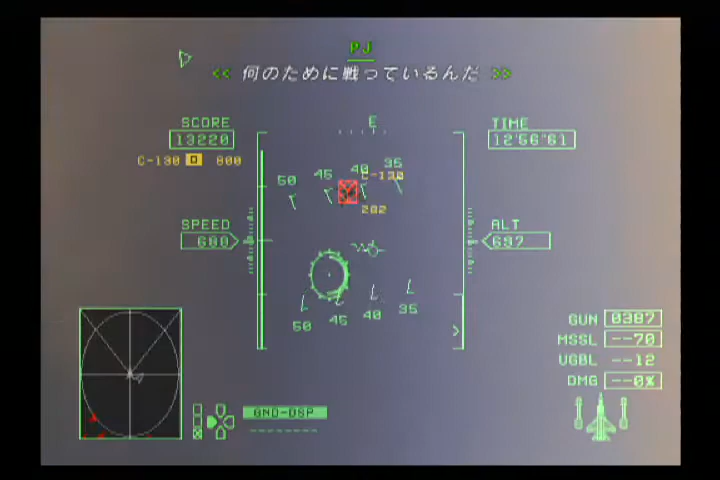 PJ
<< 何のために戦っているんだ >>
E
SCORE
13220
TIME
12'56"61
C-130 800
50 45 40 35
C-130
282
SPEED
680
ALT
697
50 45 40 35
GUN 0387
MSSL --70
VGBL --12
DMG --0%
GND-DSP